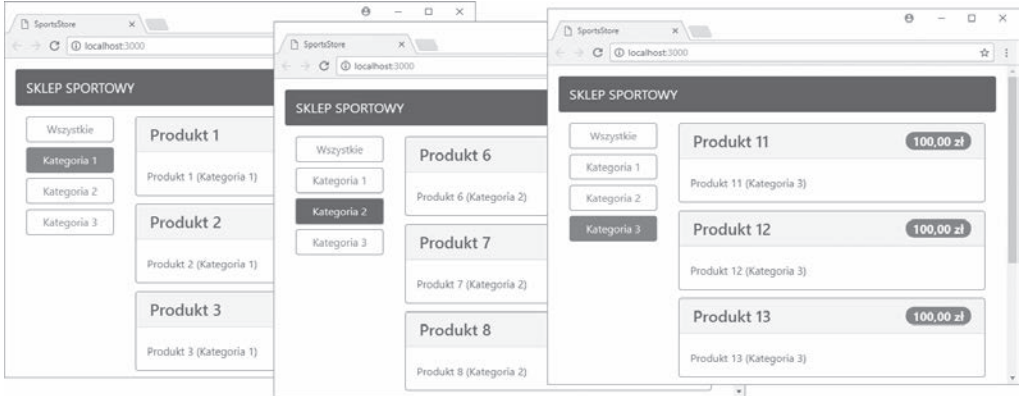 SportsStore
localhost:3000
SKLEP SPORTOWY
Wszystkie
Kategoria 1
Kategoria 2
Kategoria 3
Produkt 1
Produkt 1 (Kategoria 1)
Produkt 2
Produkt 2 (Kategoria 1)
Produkt 3
Produkt 3 (Kategoria 1)
SportsStore
localhost:3000
SKLEP SPORTOWY
Wszystkie
Kategoria 1
Kategoria 2
Kategoria 3
Produkt 6
Produkt 6 (Kategoria 2)
Produkt 7
Produkt 7 (Kategoria 2)
Produkt 8
Produkt 8 (Kategoria 2)
SportsStore
localhost:3000
SKLEP SPORTOWY
Wszystkie
Kategoria 1
Kategoria 2
Kategoria 3
Produkt 11 100,00 zł
Produkt 11 (Kategoria 3)
Produkt 12 100,00 zł
Produkt 12 (Kategoria 3)
Produkt 13 100,00 zł
Produkt 13 (Kategoria 3)